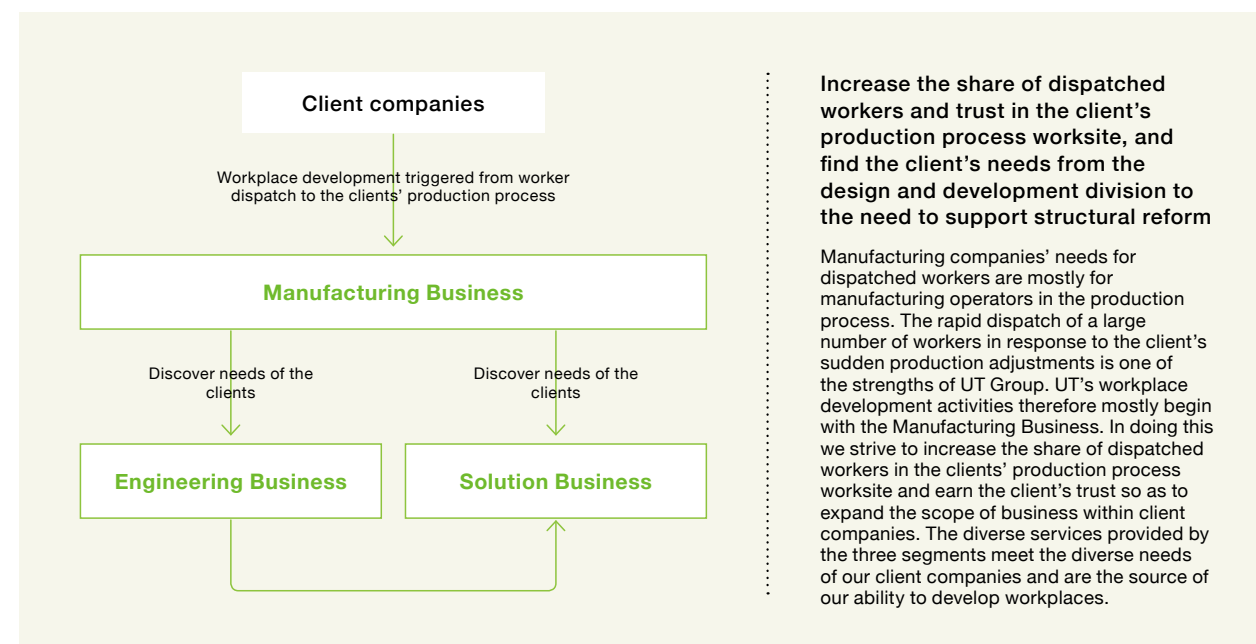 Client companies
Workplace development triggered from worker
dispatch to the clients’ production process
Manufacturing Business
Discover needs of the
clients
Discover needs of the
clients
Engineering Business
Solution Business
Increase the share of dispatched
workers and trust in the client’s
production process worksite, and
find the client’s needs from the
design and development division to
the need to support structural reform
Manufacturing companies’ needs for
dispatched workers are mostly for
manufacturing operators in the production
process. The rapid dispatch of a large
number of workers in response to the client’s
sudden production adjustments is one of
the strengths of UT Group. UT’s workplace
development activities therefore mostly begin
with the Manufacturing Business. In doing this
we strive to increase the share of dispatched
workers in the clients’ production process
worksite and earn the client’s trust so as to
expand the scope of business within client
companies. The diverse services provided by
the three segments meet the diverse needs
of our client companies and are the source of
our ability to develop workplaces.